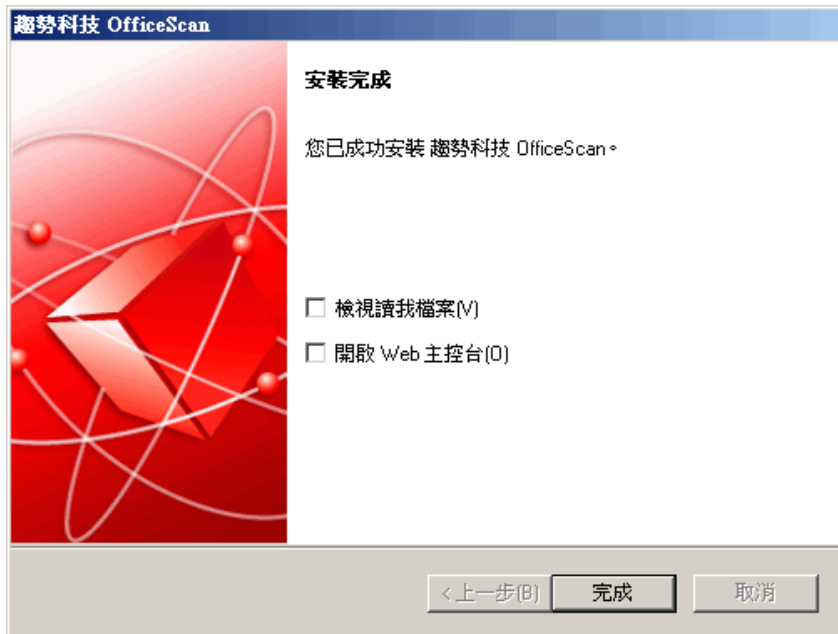 趨勢科技 OfficeScan
安裝完成
您已成功安裝 趨勢科技 OfficeScan。
檢視讀我檔案(V)
開啟 Web 主控台(O)
< 上一步(B)
完成
取消